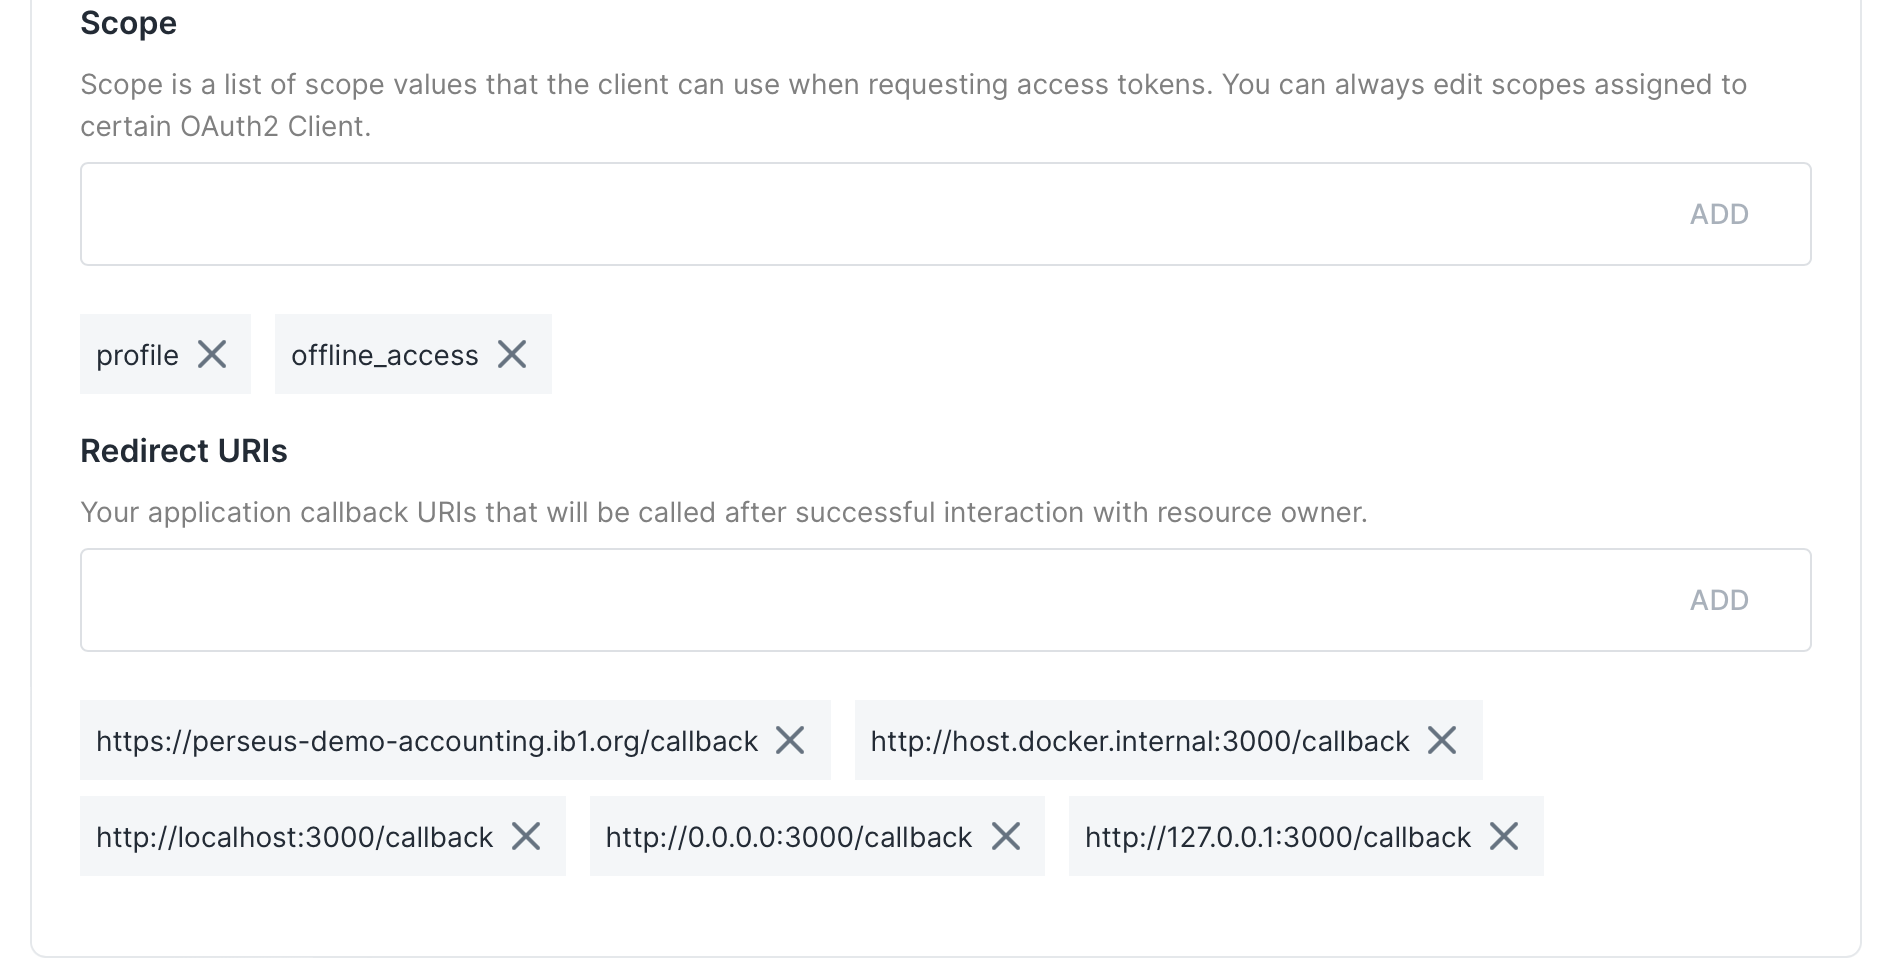 Scope
Scope is a list of scope values that the client can use when requesting access tokens. You can always edit scopes assigned to
certain OAuth2 Client.
ADD
profile
offline_access
Redirect URIs
Your application callback URIs that will be called after successful interaction with resource owner.
ADD
https://perseus-demo-accounting.ib1.org/callback
http://host.docker.internal:3000/callback
http://localhost:3000/callback
http://0.0.0.0:3000/callback
http://127.0.0.1:3000/callback